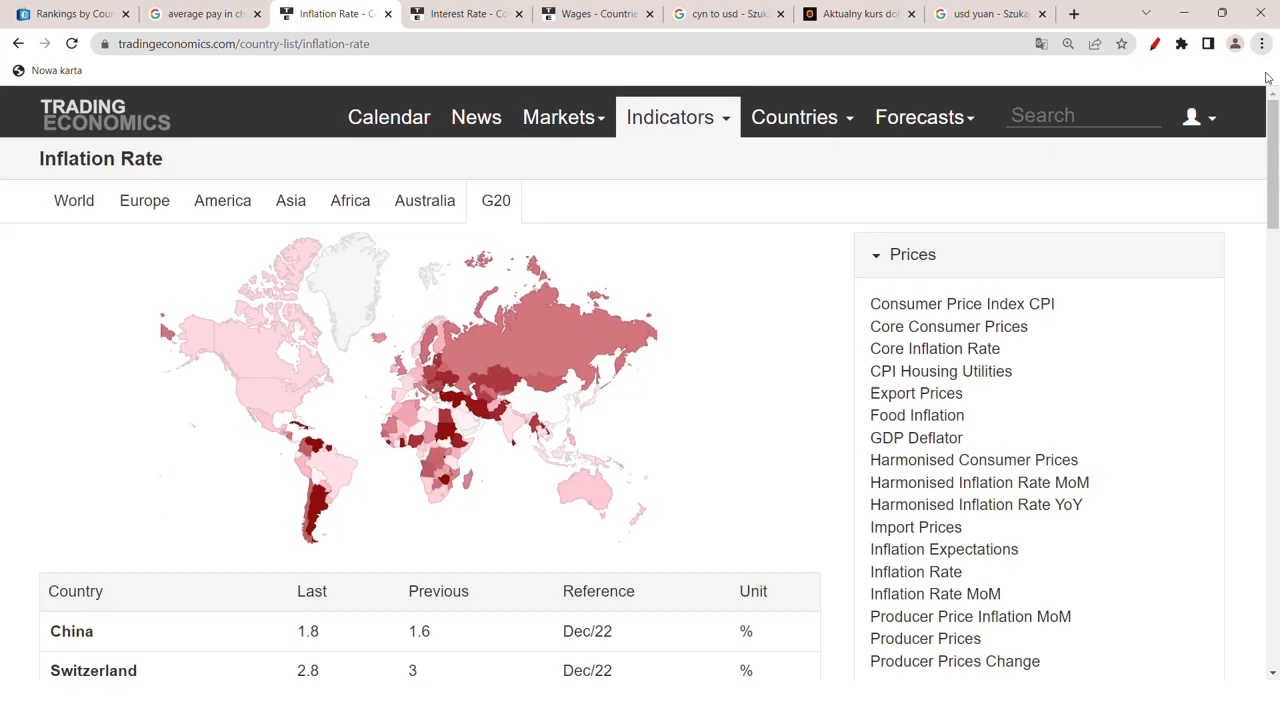 Rankings by Cour
average pay in ch
Inflation Rate - C
Interest Rate - Co
Wages - Countrie
cyn to usd - Szuka
Aktualny kurs dol
usd yuan - Szukaj
tradingeconomics.com/country-list/inflation-rate
Nowa karta
TRADING
ECONOMICS
Calendar News Markets Indicators Countries Forecasts Search
Inflation Rate
World Europe America Asia Africa Australia G20
Prices
Consumer Price Index CPI
Core Consumer Prices
Core Inflation Rate
CPI Housing Utilities
Export Prices
Food Inflation
GDP Deflator
Harmonised Consumer Prices
Harmonised Inflation Rate MoM
Harmonised Inflation Rate YoY
Import Prices
Inflation Expectations
Inflation Rate
Inflation Rate MoM
Producer Price Inflation MoM
Producer Prices
Producer Prices Change
Country Last Previous Reference Unit
China 1.8 1.6 Dec/22 %
Switzerland 2.8 3 Dec/22 %